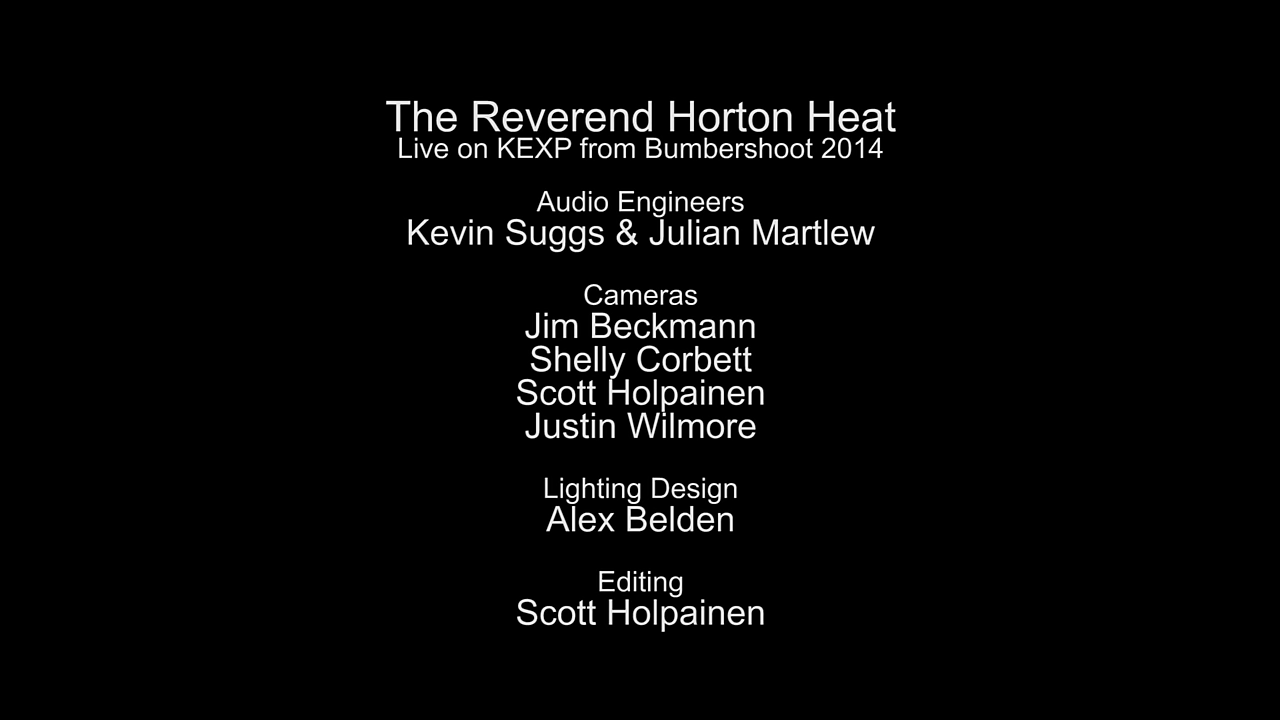 The Reverend Horton Heat
Live on KEXP from Bumbershoot 2014
Audio Engineers
Kevin Suggs & Julian Martlew
Cameras
Jim Beckmann
Shelly Corbett
Scott Holpainen
Justin Wilmore
Lighting Design
Alex Belden
Editing
Scott Holpainen